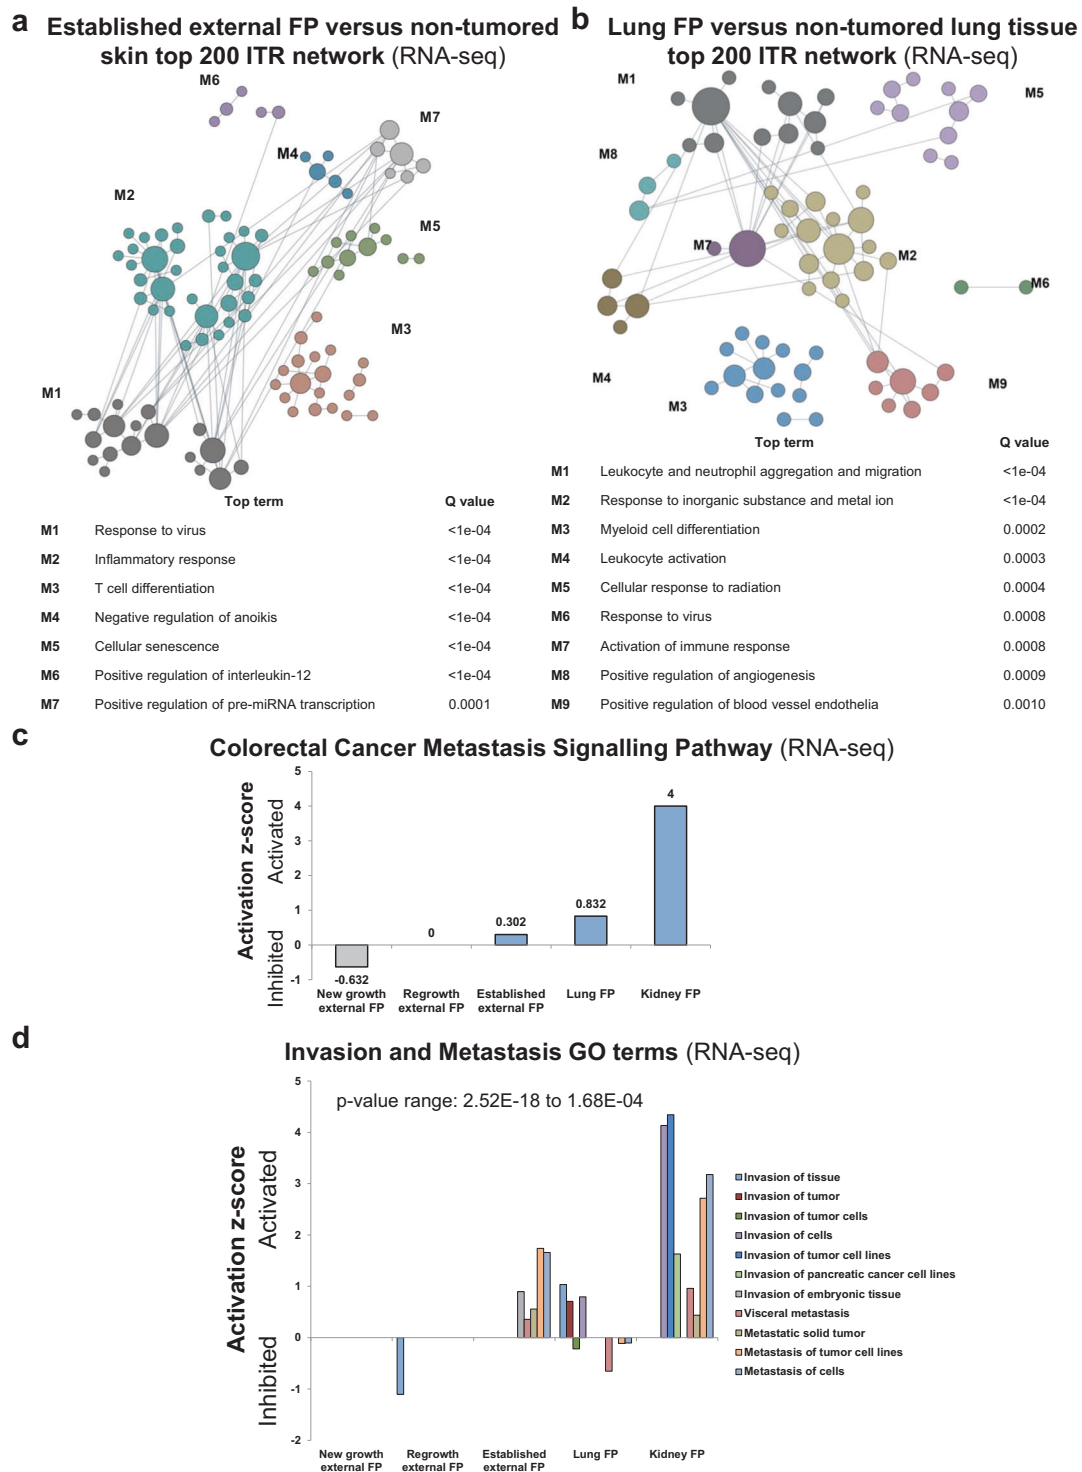 a Established external FP versus non-tumored
skin top 200 ITR network (RNA-seq)
M6
M7
M4
M2
M5
M3
M1
Top term Q value
M1 Response to virus <1e-04
M2 Inflammatory response <1e-04
M3 T cell differentiation <1e-04
M4 Negative regulation of anoikis <1e-04
M5 Cellular senescence <1e-04
M6 Positive regulation of interleukin-12 <1e-04
M7 Positive regulation of pre-miRNA transcription 0.0001
b Lung FP versus non-tumored lung tissue
top 200 ITR network (RNA-seq)
M1
M5
M8
M7
M2
M6
M4
M3
M9
Top term Q value
M1 Leukocyte and neutrophil aggregation and migration <1e-04
M2 Response to inorganic substance and metal ion <1e-04
M3 Myeloid cell differentiation 0.0002
M4 Leukocyte activation 0.0003
M5 Cellular response to radiation 0.0004
M6 Response to virus 0.0008
M7 Activation of immune response 0.0008
M8 Positive regulation of angiogenesis 0.0009
M9 Positive regulation of blood vessel endothelia 0.0010
c
Colorectal Cancer Metastasis Signalling Pathway (RNA-seq)
Activation z-score
Inhibited Activated
5
4
3
2
1
0
-1
-0.632
0
0.302
0.832
4
New growth external FP
Regrowth external FP
Established external FP
Lung FP
Kidney FP
d
Invasion and Metastasis GO terms (RNA-seq)
p-value range: 2.52E-18 to 1.68E-04
Activation z-score
Inhibited Activated
5
4
3
2
1
0
-1
-2
New growth external FP
Regrowth external FP
Established external FP
Lung FP
Kidney FP
Invasion of tissue
Invasion of tumor
Invasion of tumor cells
Invasion of cells
Invasion of tumor cell lines
Invasion of pancreatic cancer cell lines
Invasion of embryonic tissue
Visceral metastasis
Metastatic solid tumor
Metastasis of tumor cell lines
Metastasis of cells